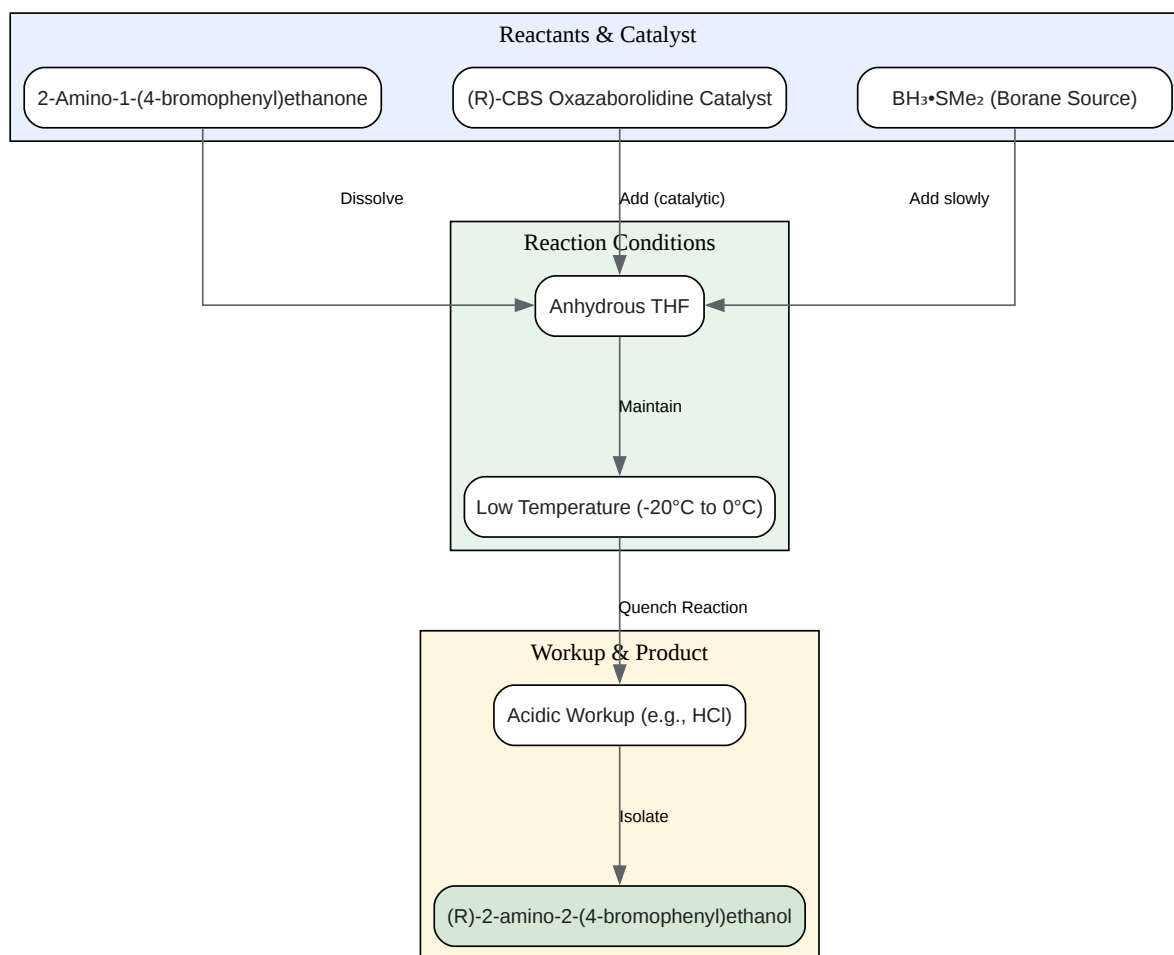 Reactants & Catalyst
2-Amino-1-(4-bromophenyl)ethanone
(R)-CBS Oxazaborolidine Catalyst
BH₃•SMe₂ (Borane Source)
Dissolve
Add (catalytic)
Add slowly
Reaction Conditions
Anhydrous THF
Maintain
Low Temperature (-20°C to 0°C)
Quench Reaction
Workup & Product
Acidic Workup (e.g., HCl)
Isolate
(R)-2-amino-2-(4-bromophenyl)ethanol